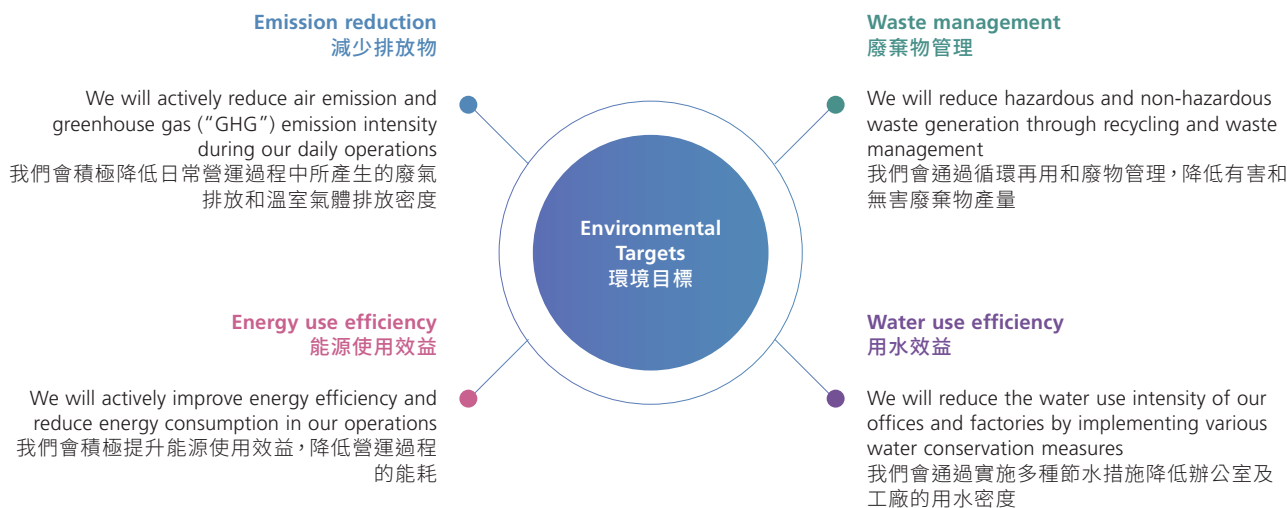 Emission reduction
減少排放物
We will actively reduce air emission and
greenhouse gas (“GHG”) emission intensity
during our daily operations
我們會積極降低日常營運過程中所產生的廢氣
排放和溫室氣體排放密度
Waste management
廢棄物管理
We will reduce hazardous and non-hazardous
waste generation through recycling and waste
management
我們會通過循環再用和廢物管理，降低有害和
無害廢棄物產量
Environmental
Targets
環境目標
Energy use efficiency
能源使用效益
We will actively improve energy efficiency and
reduce energy consumption in our operations
我們會積極提升能源使用效益，降低營運過程
的能耗
Water use efficiency
用水效益
We will reduce the water use intensity of our
offices and factories by implementing various
water conservation measures
我們會通過實施多種節水措施降低辦公室及
工廠的用水密度